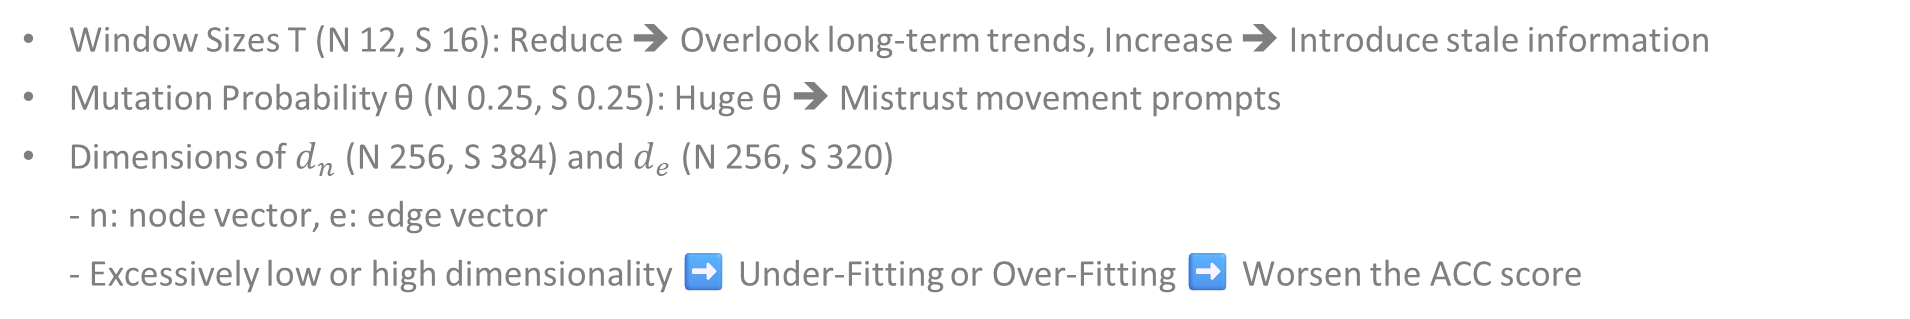 • Window Sizes T (N 12, S 16): Reduce ➔ Overlook long-term trends, Increase ➔ Introduce stale information
• Mutation Probability θ (N 0.25, S 0.25): Huge θ ➔ Mistrust movement prompts
• Dimensions of dₙ (N 256, S 384) and dₑ (N 256, S 320)
- n: node vector, e: edge vector
- Excessively low or high dimensionality ➡️ Under-Fitting or Over-Fitting ➡️ Worsen the ACC score